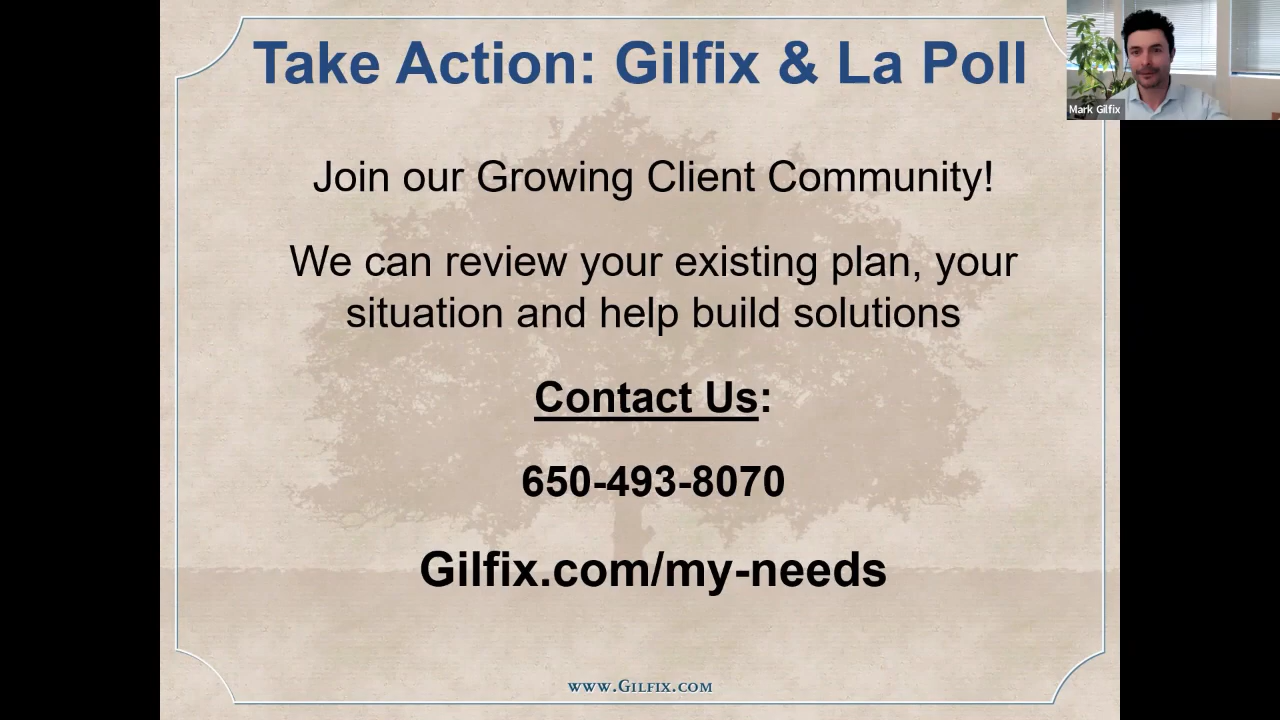 Take Action: Gilfix & La Poll
Mark Gilfix
Join our Growing Client Community!
We can review your existing plan, your
situation and help build solutions
Contact Us:
650-493-8070
Gilfix.com/my-needs
www.Gilfix.com